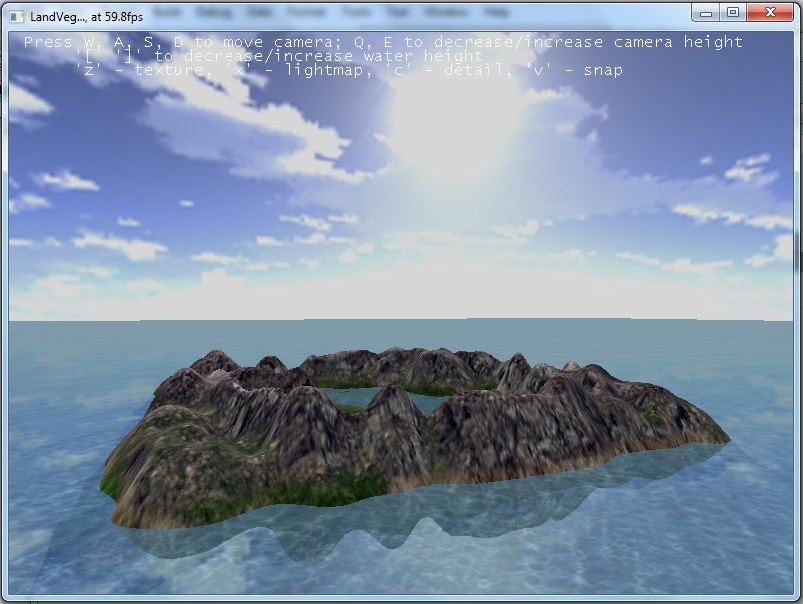 LandVeg..., at 59.8fps
Press W, A, S, D to move camera; Q, E to decrease/increase camera height
'[', ']' to decrease/increase water height
'z' - texture, 'x' - lightmap, 'c' - detail, 'v' - snap